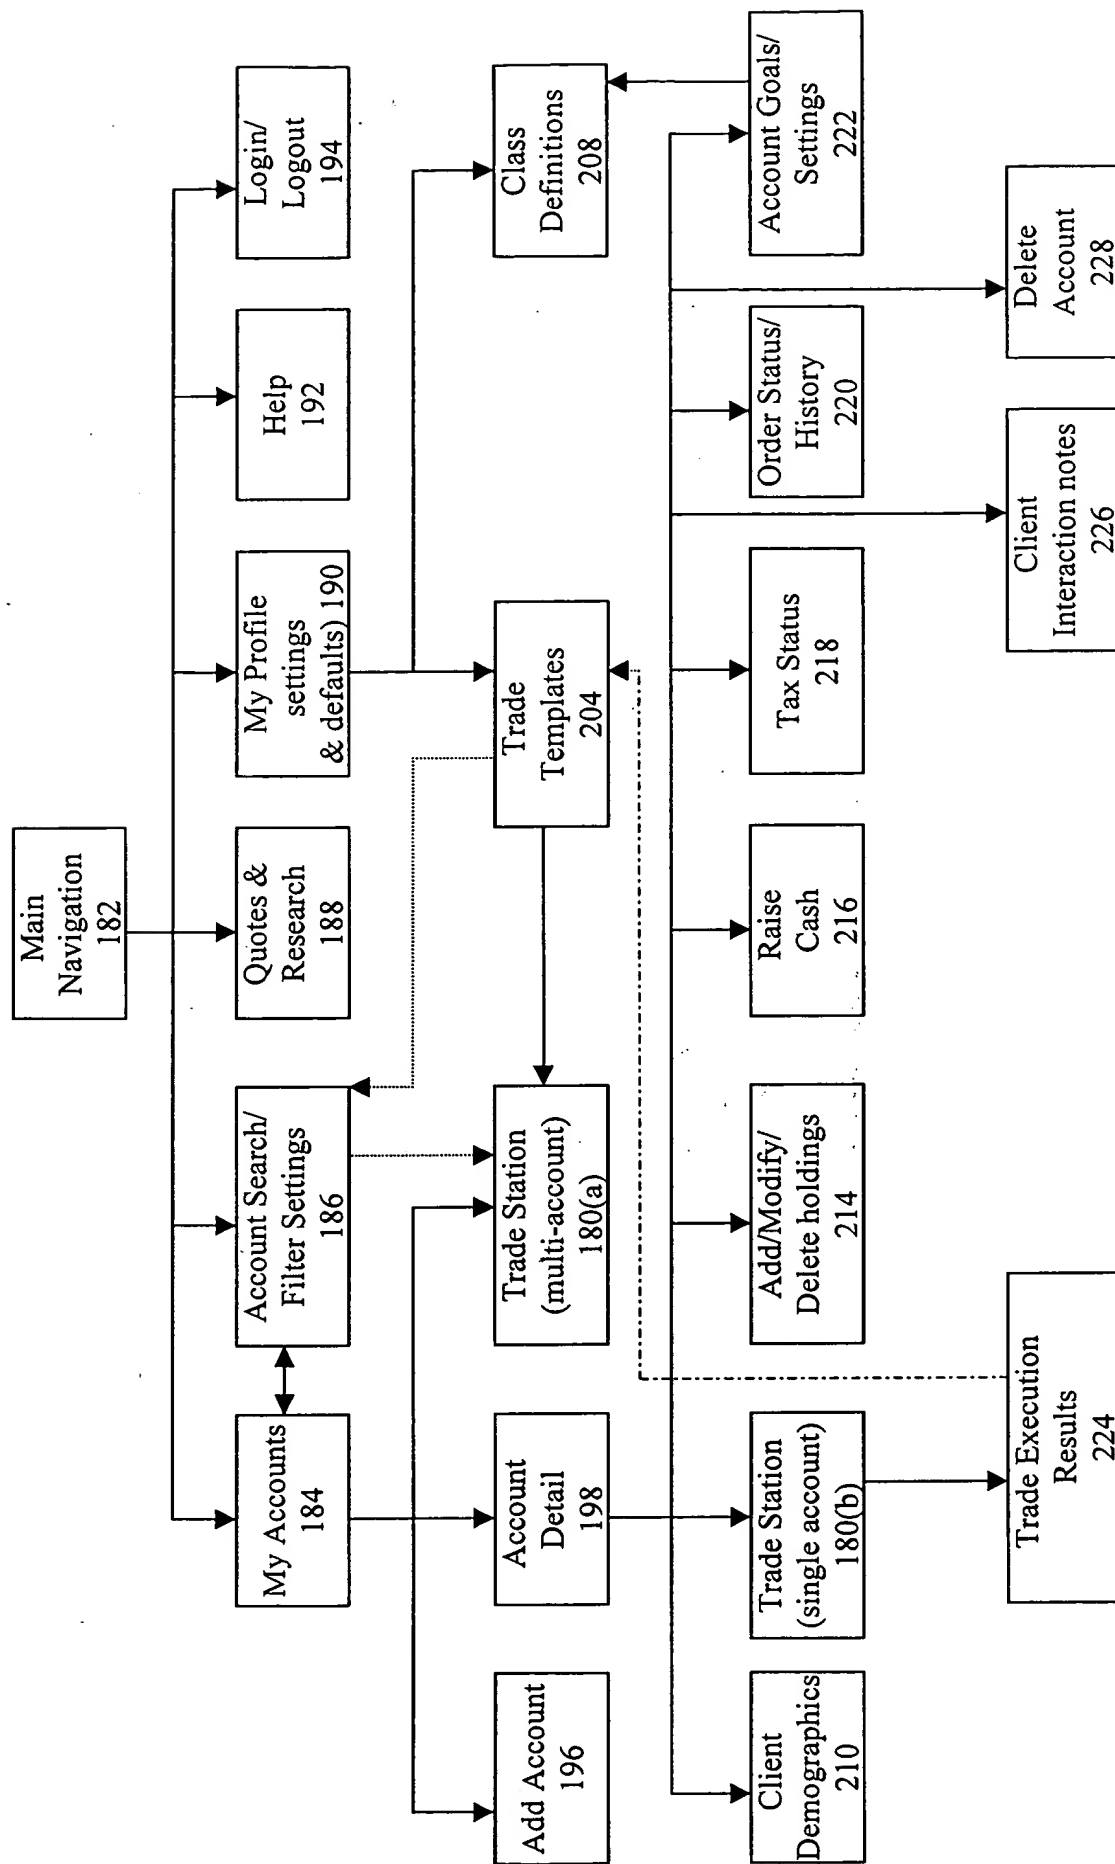 Main
Navigation
182
My Accounts
184
Account Search/
Filter Settings
186
Quotes &
Research
188
My Profile
settings
& defaults) 190
Help
192
Login/
Logout
194
Add Account
196
Account
Detail
198
Trade Station
(multi-account)
180(a)
Trade
Templates
204
Class
Definitions
208
Client
Demographics
210
Trade Station
(single account)
180(b)
Add/Modify/
Delete holdings
214
Raise
Cash
216
Tax Status
218
Order Status/
History
220
Account Goals/
Settings
222
Trade Execution
Results
224
Client
Interaction notes
226
Delete
Account
228